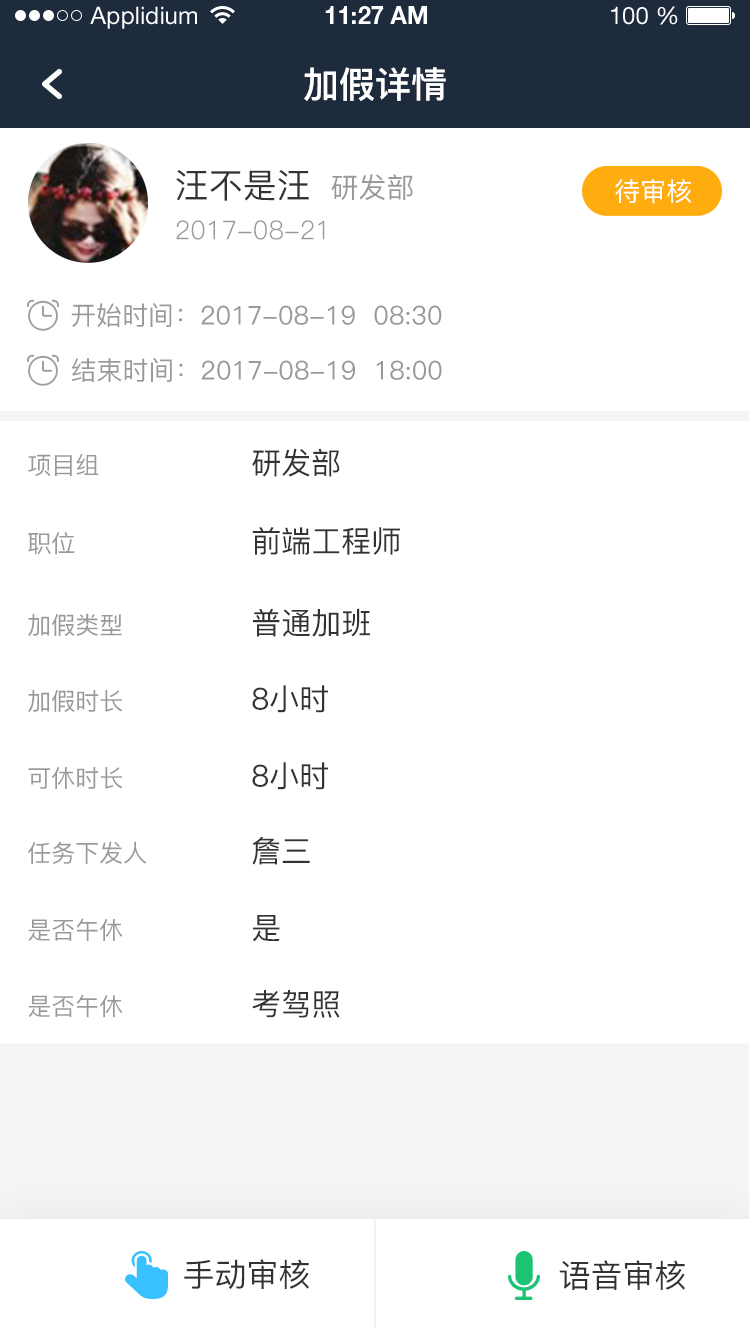 Applidium 11:27 AM 100 %
加假详情
汪不是汪 研发部
待审核
2017-08-21
开始时间：2017-08-19 08:30
结束时间：2017-08-19 18:00
项目组 研发部
职位 前端工程师
加假类型 普通加班
加假时长 8小时
可休时长 8小时
任务下发人 詹三
是否午休 是
是否午休 考驾照
手动审核 语音审核